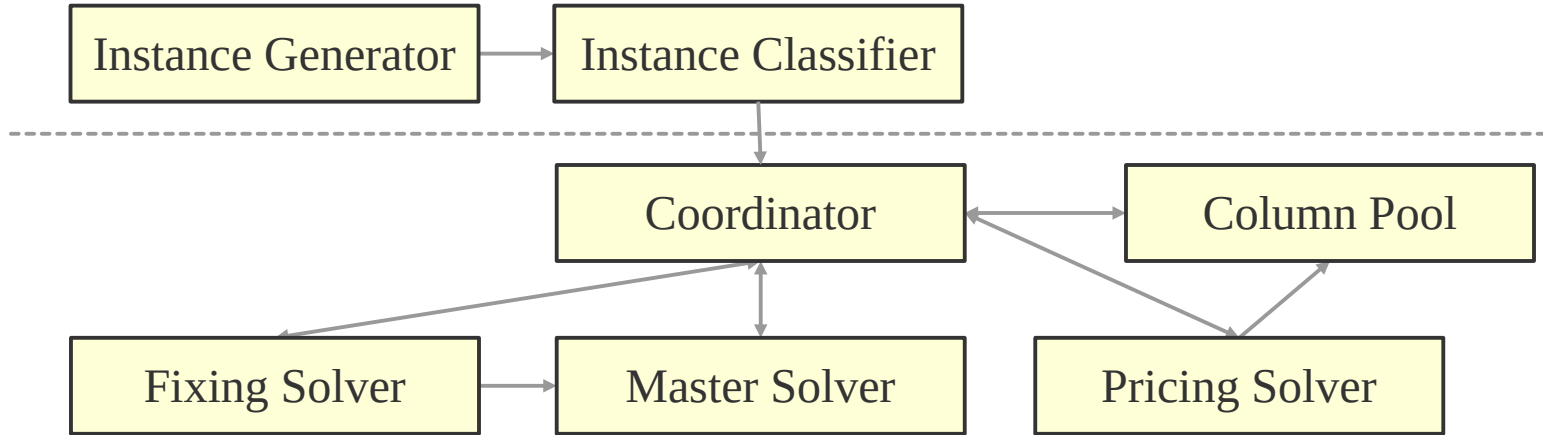 Instance Generator
Instance Classifier
Coordinator
Column Pool
Fixing Solver
Master Solver
Pricing Solver